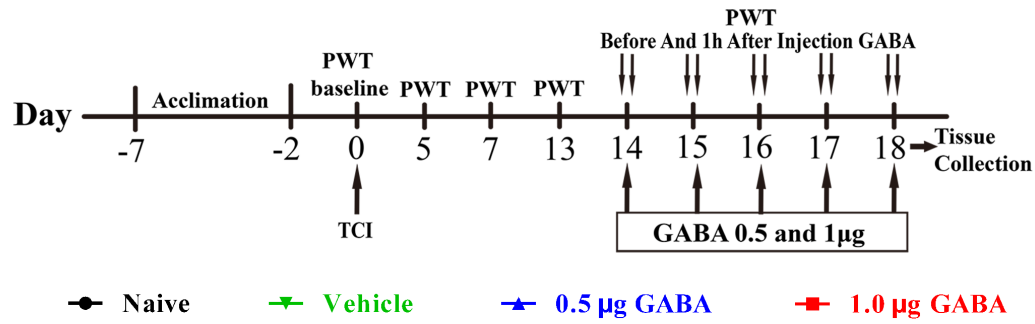 PWT
Before And 1h After Injection GABA
PWT
baseline
PWT
PWT
PWT
Acclimation
Day
-7
-2
0
5
7
13
14
15
16
17
18
Tissue
Collection
TCI
GABA 0.5 and 1μg
Naive
Vehicle
0.5 μg GABA
1.0 μg GABA